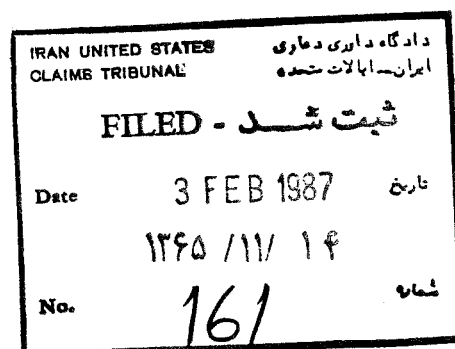 IRAN UNITED STATES دادگاه داوری دعاوی
CLAIMS TRIBUNAL ایران-ایالات متحده
FILED - ثبت شد
Date 3 FEB 1987 تاریخ
۱۳۶۵ /۱۱/ ۱۴
No. 161 شماره